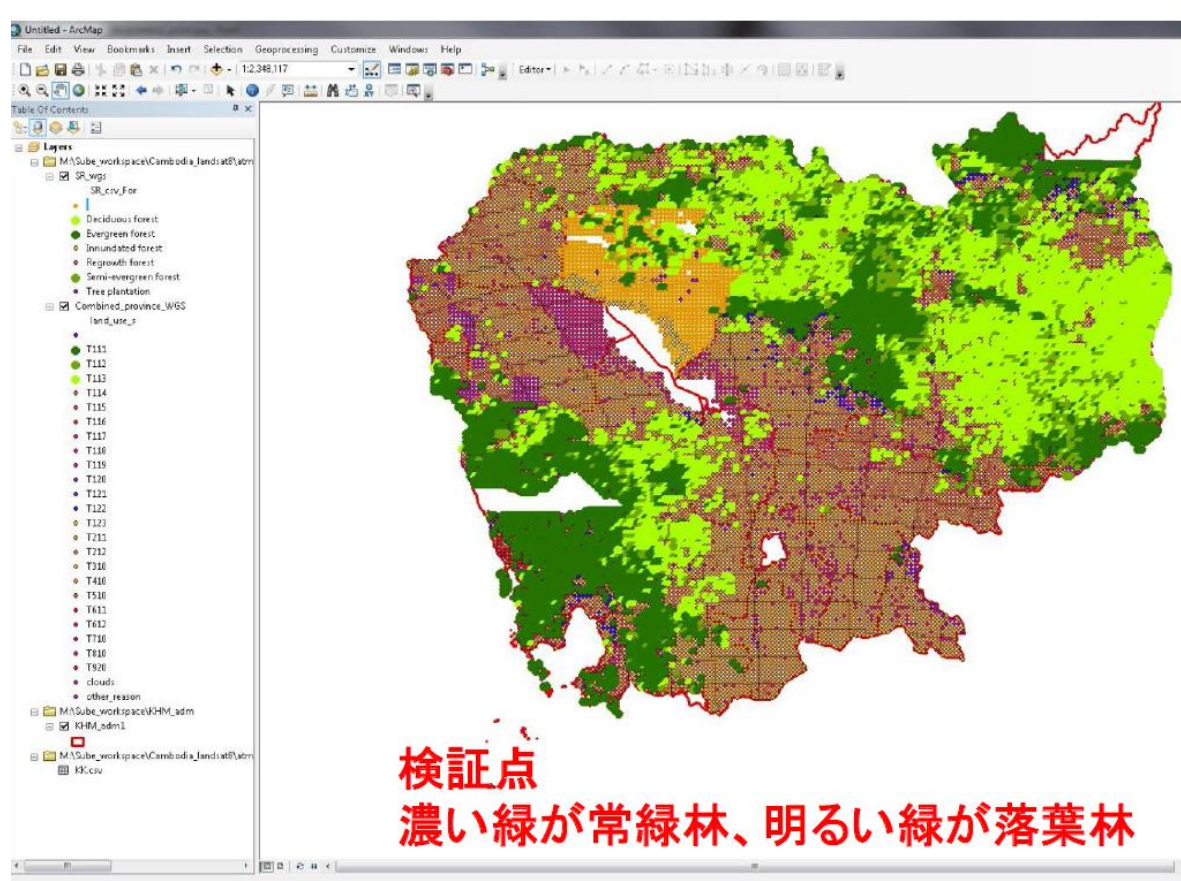 Untitled - ArcMap
File Edit View Bookmarks Insert Selection Geoprocessing Customize Windows Help
1:2,348,117
Editor
Table Of Contents
Layers
M:\Sube_workspace\Cambodia_landsat8\atm
SR_wgs
SR_csv_For
Deciduous forest
Evergreen forest
Innundated forest
Regrowth forest
Semi-evergreen forest
Tree plantation
Combined_province_WGS
land_use_s
T111
T112
T113
T114
T115
T116
T117
T118
T119
T120
T121
T122
T123
T211
T212
T310
T410
T510
T611
T612
T710
T810
T920
clouds
other_reason
M:\Sube_workspace\KHM_adm
KHM_adm1
M:\Sube_workspace\Cambodia_landsat8\atm
KK.csv
検証点
濃い緑が常緑林、明るい緑が落葉林